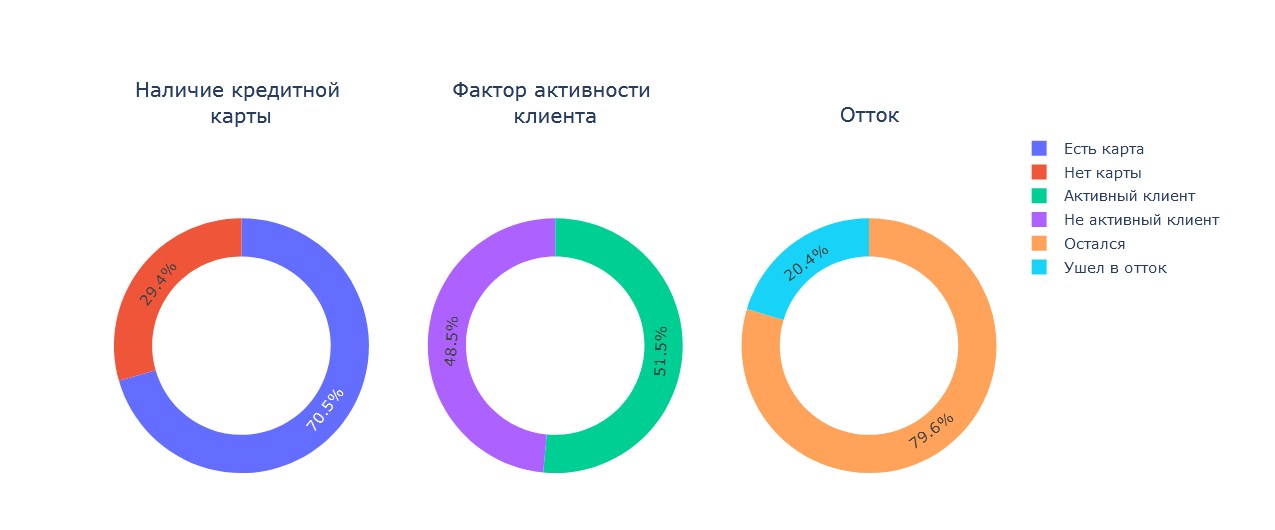 Наличие кредитной
карты
Фактор активности
клиента
Отток
Есть карта
Нет карты
Активный клиент
Не активный клиент
Остался
Ушел в отток
29.4%
70.5%
48.5%
51.5%
20.4%
79.6%